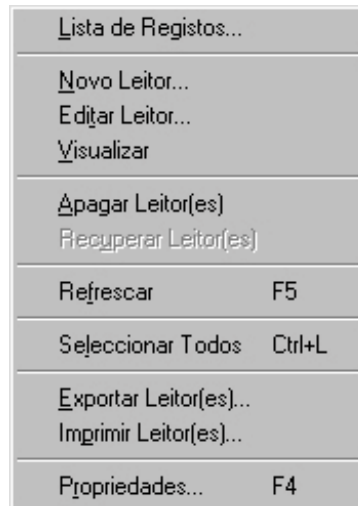 Lista de Registos...
Novo Leitor...
Editar Leitor...
Visualizar
Apagar Leitor(es)
Recuperar Leitor(es)
Refrescar F5
Seleccionar Todos Ctrl+L
Exportar Leitor(es)...
Imprimir Leitor(es)...
Propriedades... F4